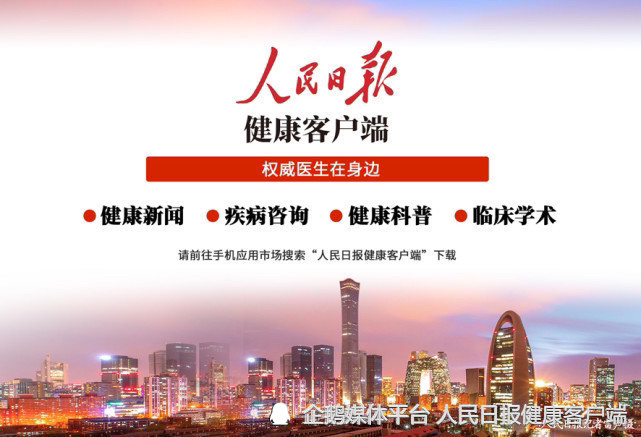 人民日报
健康客户端
权威医生在身边
● 健康新闻 ● 疾病咨询 ● 健康科普 ● 临床学术
请前往手机应用市场搜索“人民日报健康客户端”下载
企鹅媒体平台 人民日报健康客户端